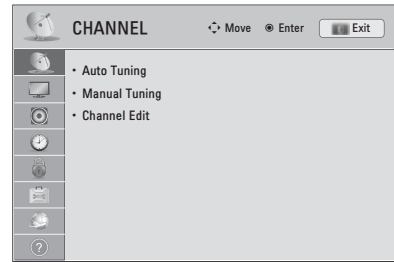 CHANNEL Move Enter Exit
• Auto Tuning
• Manual Tuning
• Channel Edit
?